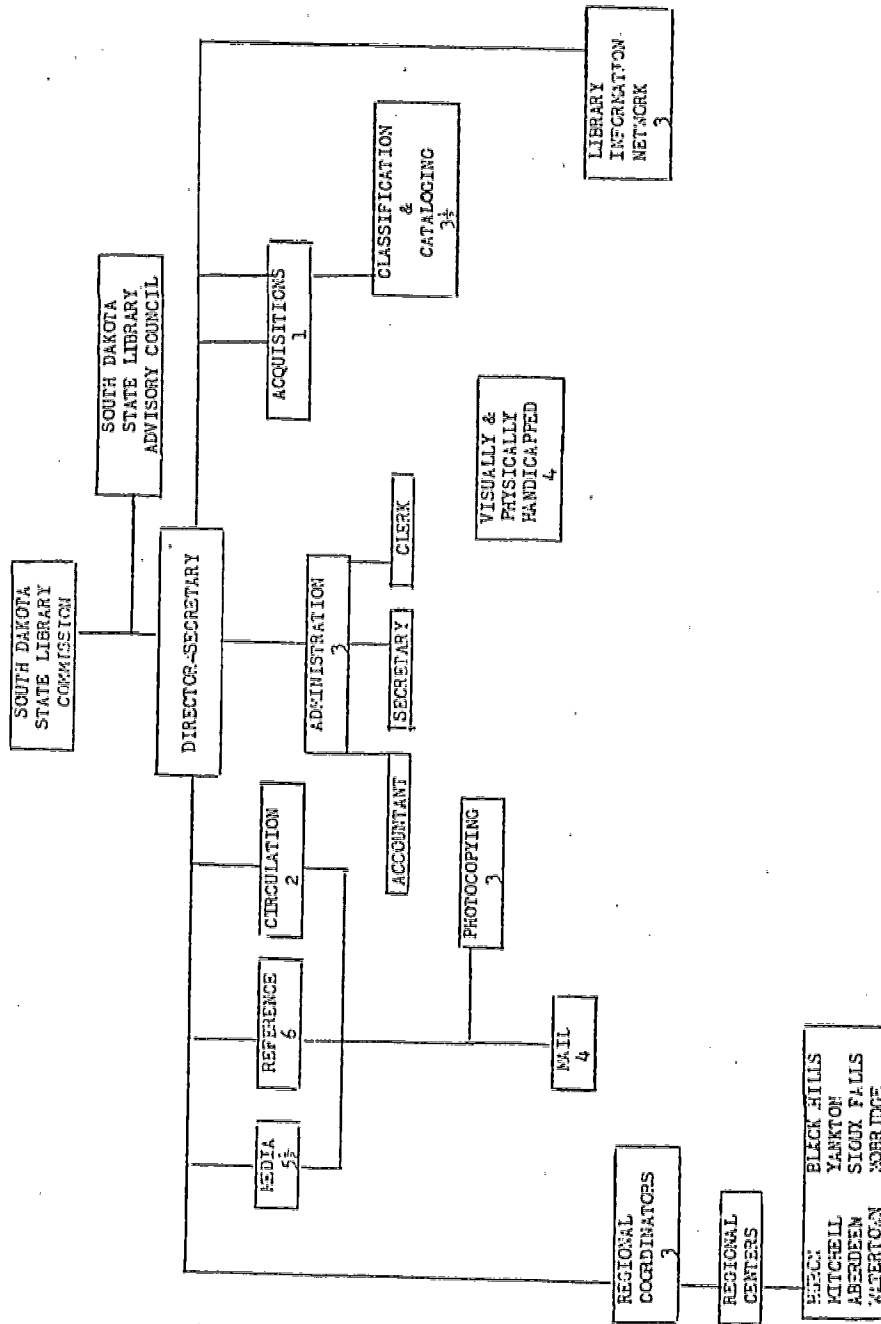 SOUTH DAKOTA
STATE LIBRARY
COMMISSION
SOUTH DAKOTA
STATE LIBRARY
ADVISORY COUNCIL
DIRECTOR-SECRETARY
MEDIA
5½
REFERENCE
6
CIRCULATION
2
ADMINISTRATION
3
ACQUISITIONS
1
ACCOUNTANT
SECRETARY
CLERK
CLASSIFICATION
&
CATALOGING
3½
PHOTOCOPYING
3
VISUALLY &
PHYSICALLY
HANDICAPPED
4
MAIL
4
REGIONAL
COORDINATORS
3
LIBRARY
INFORMATION
NETWORK
3
REGIONAL
CENTERS
BLACK HILLS
MITCHELL YANKTON
ABERDEEN SIOUX FALLS
WATERTOWN MOBRIDGE